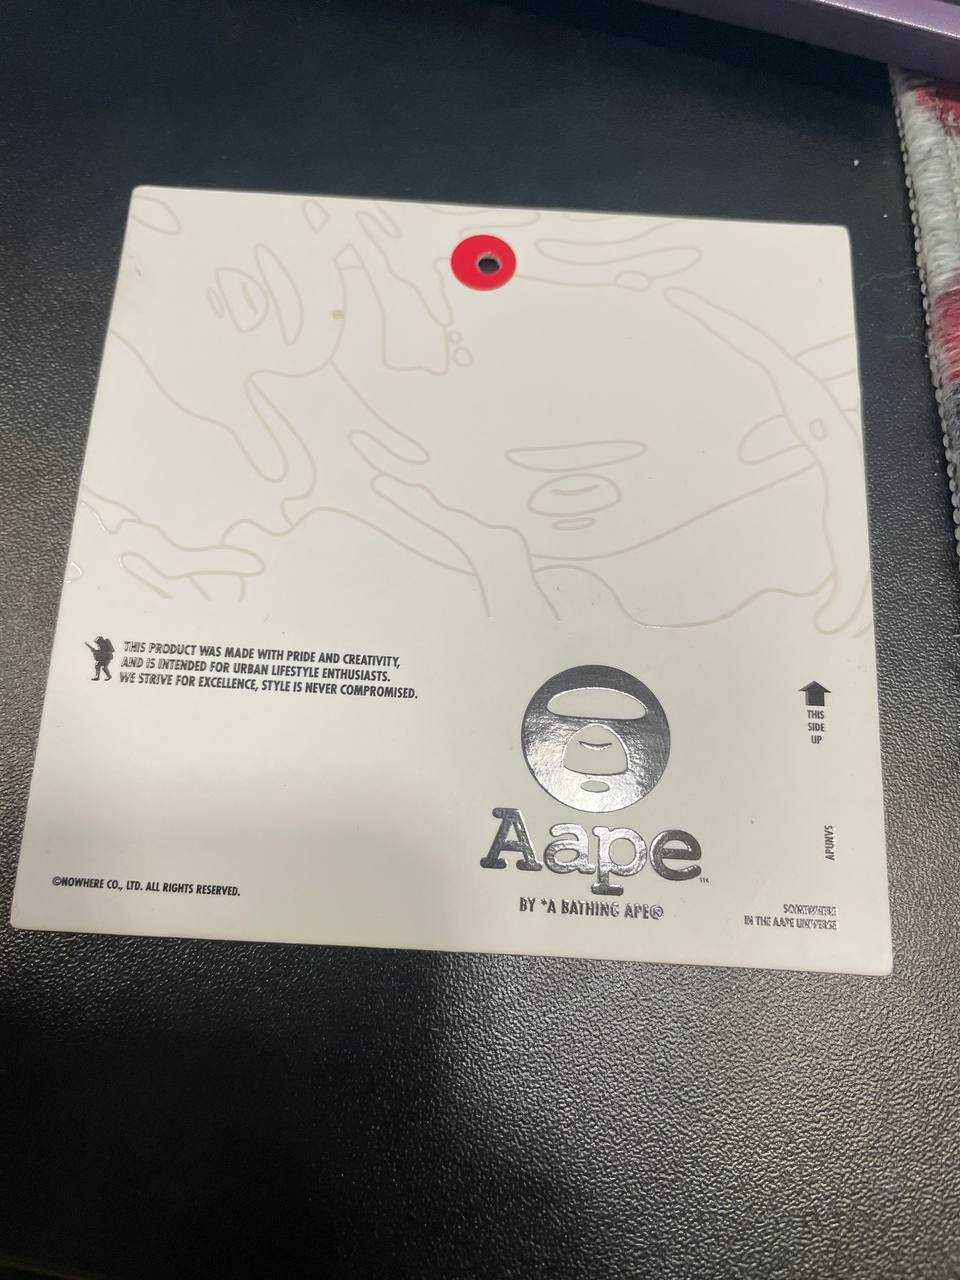 THIS PRODUCT WAS MADE WITH PRIDE AND CREATIVITY,
AND IS INTENDED FOR URBAN LIFESTYLE ENTHUSIASTS.
WE STRIVE FOR EXCELLENCE, STYLE IS NEVER COMPROMISED.
THIS
SIDE
UP
Aape™
BY *A BATHING APE®
APUNVS
©NOWHERE CO., LTD. ALL RIGHTS RESERVED.
SOMEWHERE
IN THE AAPE UNIVERSE